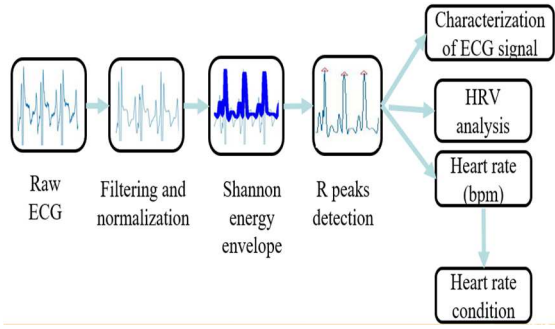 Raw
ECG
Filtering and
normalization
Shannon
energy
envelope
R peaks
detection
Characterization
of ECG signal
HRV
analysis
Heart rate
(bpm)
Heart rate
condition